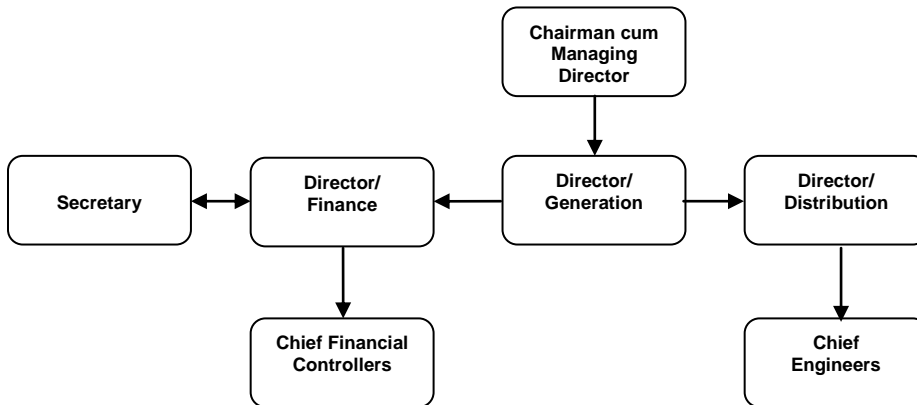 Chairman cum
Managing
Director
Secretary
Director/
Finance
Director/
Generation
Director/
Distribution
Chief Financial
Controllers
Chief
Engineers